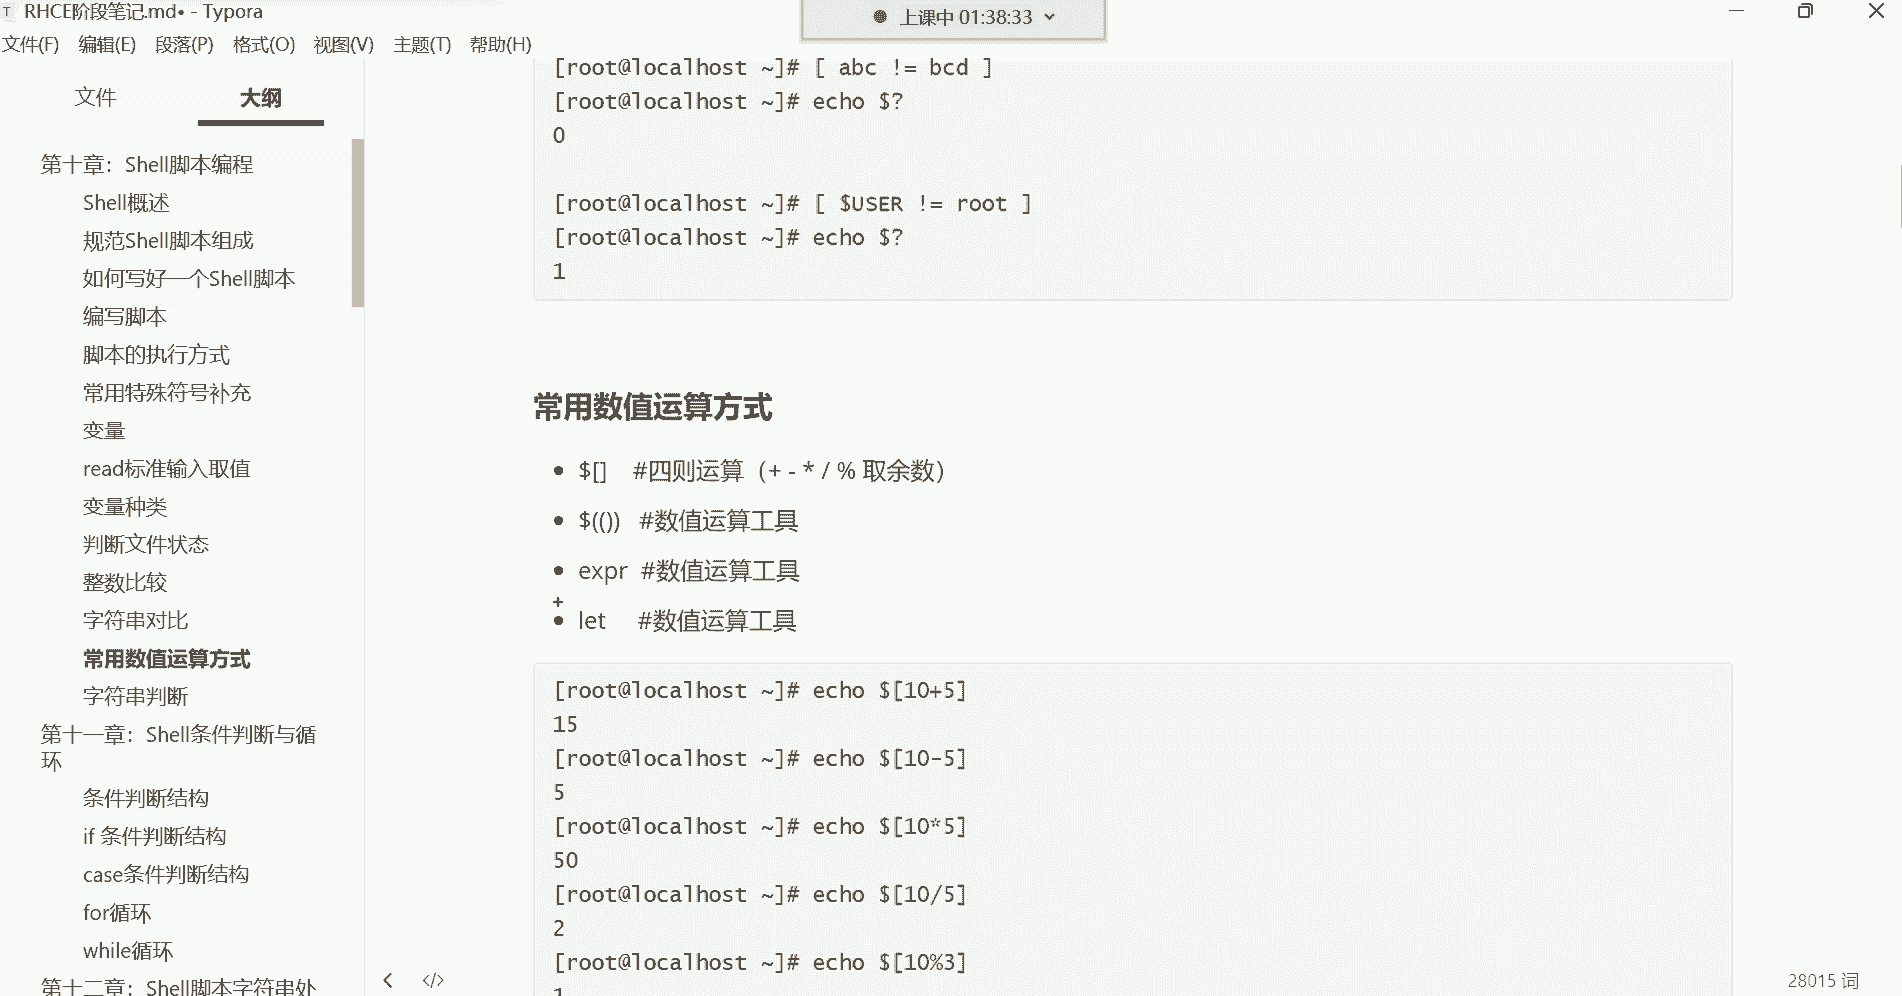 RHCE阶段笔记.md• - Typora
上课中 01:38:33
文件(F) 编辑(E) 段落(P) 格式(O) 视图(V) 主题(T) 帮助(H)
文件 大纲
第十章：Shell脚本编程
Shell概述
规范Shell脚本组成
如何写好一个Shell脚本
编写脚本
脚本的执行方式
常用特殊符号补充
变量
read标准输入取值
变量种类
判断文件状态
整数比较
字符串对比
常用数值运算方式
字符串判断
第十一章：Shell条件判断与循
环
条件判断结构
if 条件判断结构
case条件判断结构
for循环
while循环
第十二章：Shell脚本字符串处
[root@localhost ~]# [ abc != bcd ]
[root@localhost ~]# echo $?
0
[root@localhost ~]# [ $USER != root ]
[root@localhost ~]# echo $?
1
常用数值运算方式
• $[] #四则运算（+ - * / % 取余数）
• $(()) #数值运算工具
• expr #数值运算工具
• let #数值运算工具
[root@localhost ~]# echo $[10+5]
15
[root@localhost ~]# echo $[10-5]
5
[root@localhost ~]# echo $[10*5]
50
[root@localhost ~]# echo $[10/5]
2
[root@localhost ~]# echo $[10%3]
1
28015 词